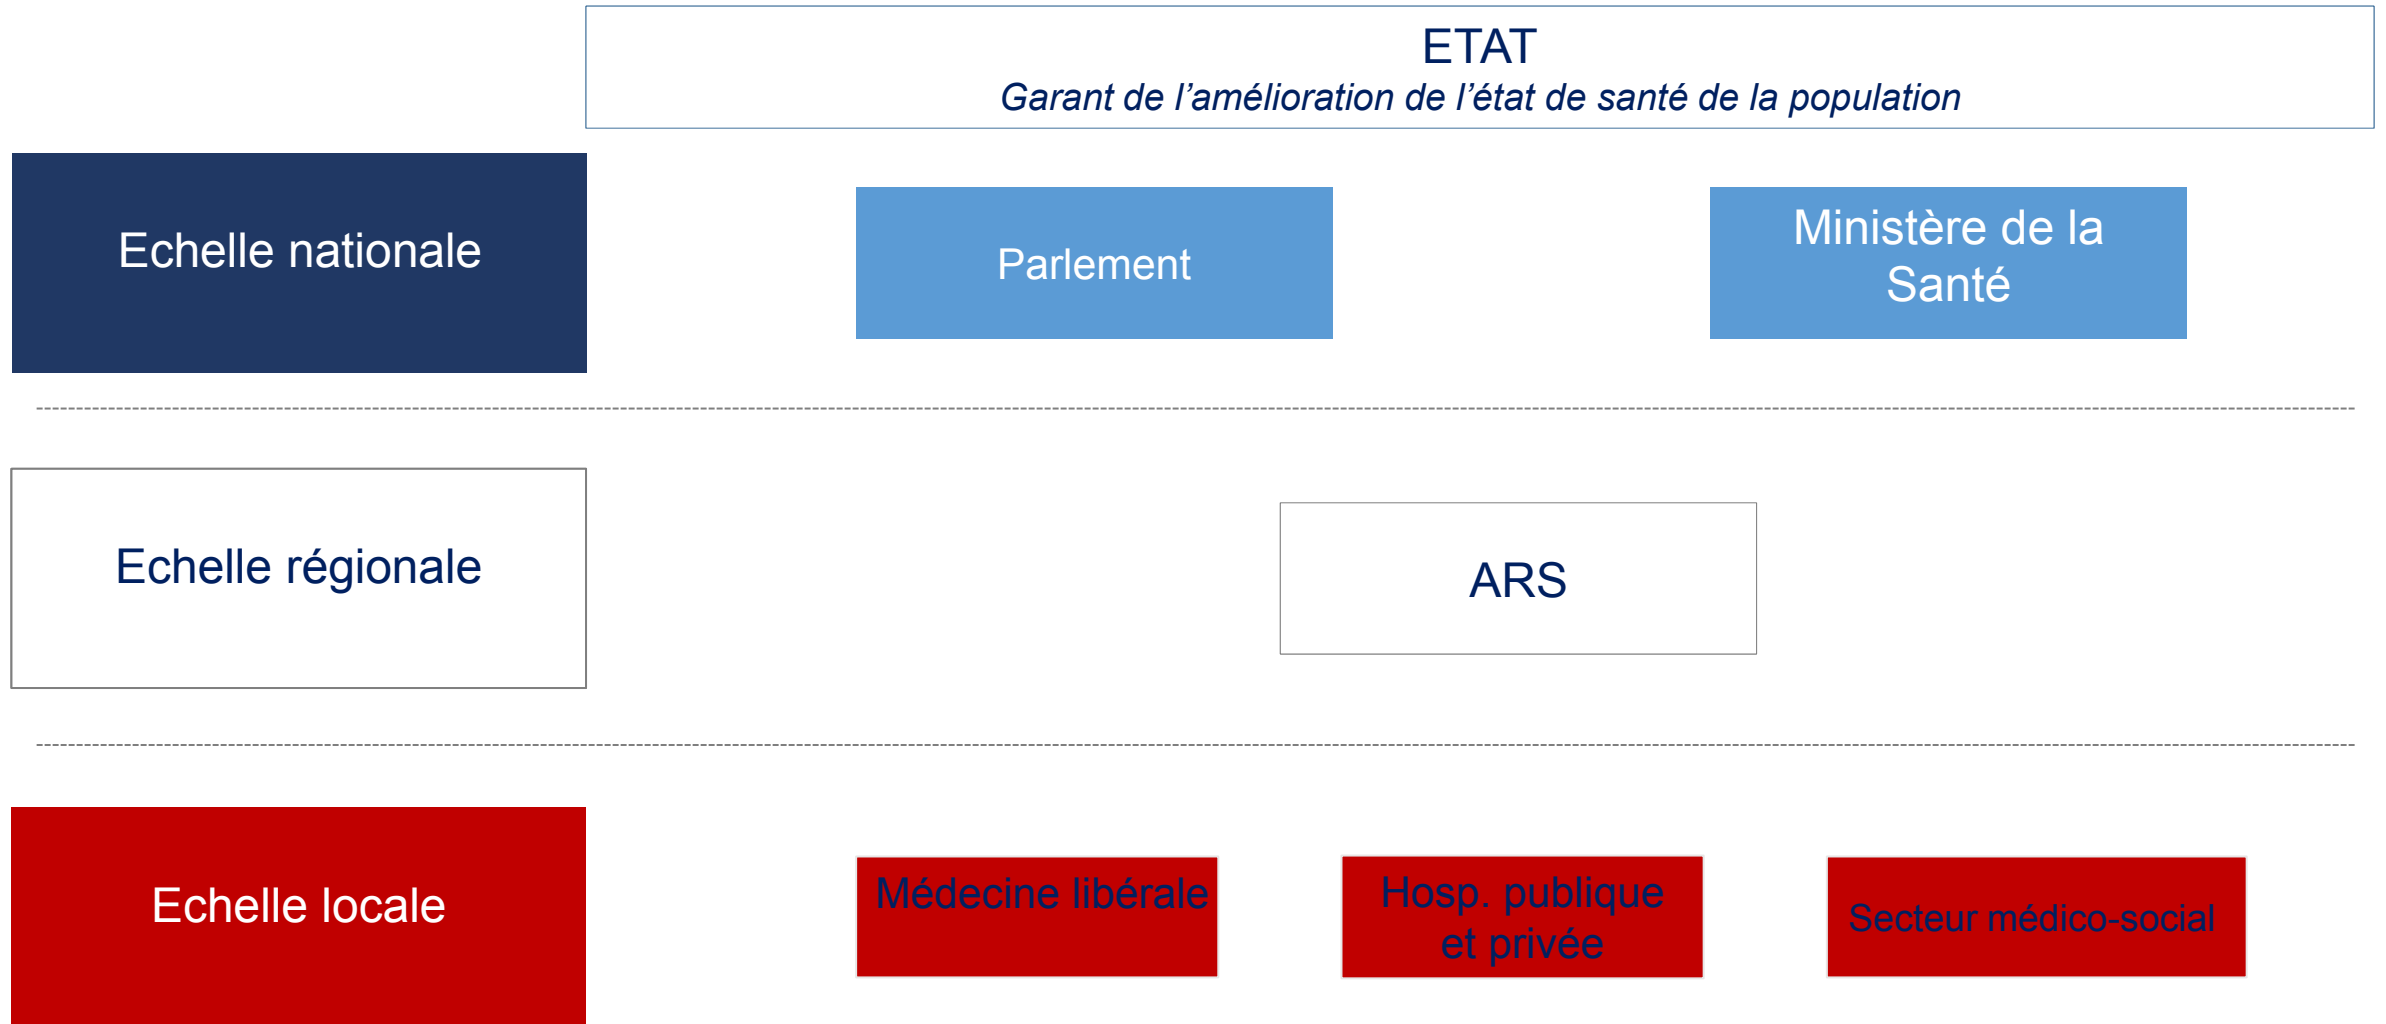 ETAT
Garant de l’amélioration de l’état de santé de la population
Echelle nationale
Parlement
Ministère de la
Santé
Echelle régionale
ARS
Echelle locale
Médecine libérale
Hosp. publique
et privée
Secteur médico-social